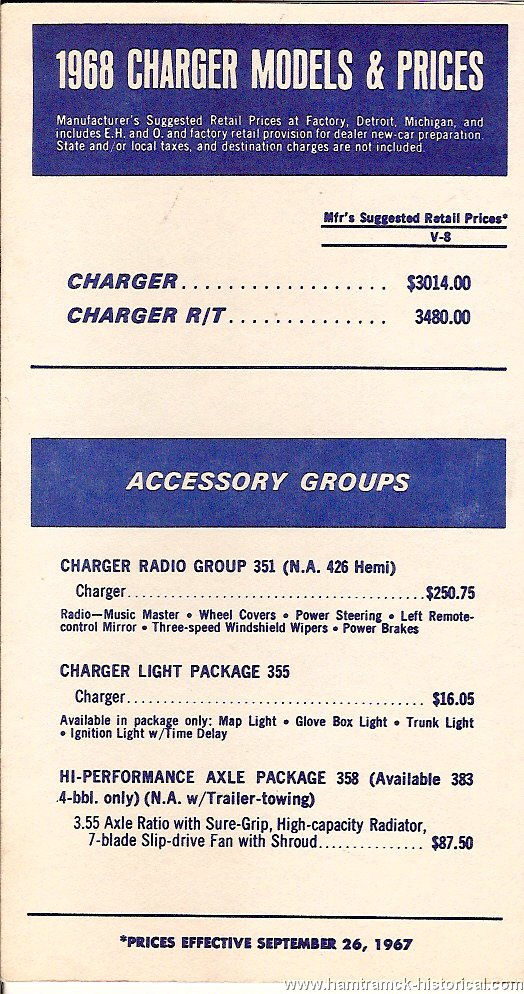 1968 CHARGER MODELS & PRICES
Manufacturer's Suggested Retail Prices at Factory, Detroit, Michigan, and
includes E.H. and O. and factory retail provision for dealer new-car preparation.
State and/or local taxes, and destination charges are not included.
Mfr's Suggested Retail Prices*
V-8
CHARGER.................. $3014.00
CHARGER R/T.............. 3480.00
ACCESSORY GROUPS
CHARGER RADIO GROUP 351 (N.A. 426 Hemi)
Charger........................................$250.75
Radio—Music Master • Wheel Covers • Power Steering • Left Remote-
control Mirror • Three-speed Windshield Wipers • Power Brakes
CHARGER LIGHT PACKAGE 355
Charger...................................... $16.05
Available in package only: Map Light • Glove Box Light • Trunk Light
• Ignition Light w/Time Delay
HI-PERFORMANCE AXLE PACKAGE 358 (Available 383
4-bbl. only) (N.A. w/Trailer-towing)
3.55 Axle Ratio with Sure-Grip, High-capacity Radiator,
7-blade Slip-drive Fan with Shroud.............. $87.50
*PRICES EFFECTIVE SEPTEMBER 26, 1967
www.hamtramck-historical.com